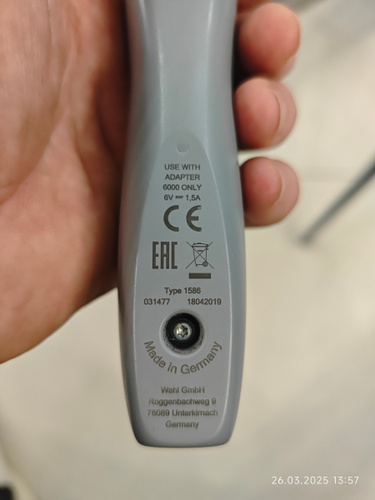 USE WITH
ADAPTER
6000 ONLY
6V ⎓ 1,5A
CE
EAC
Type 1586
031477 18042019
Made in Germany
Wahl GmbH
Roggenbachweg 9
78089 Unterkirnach
Germany
26.03.2025 13:57